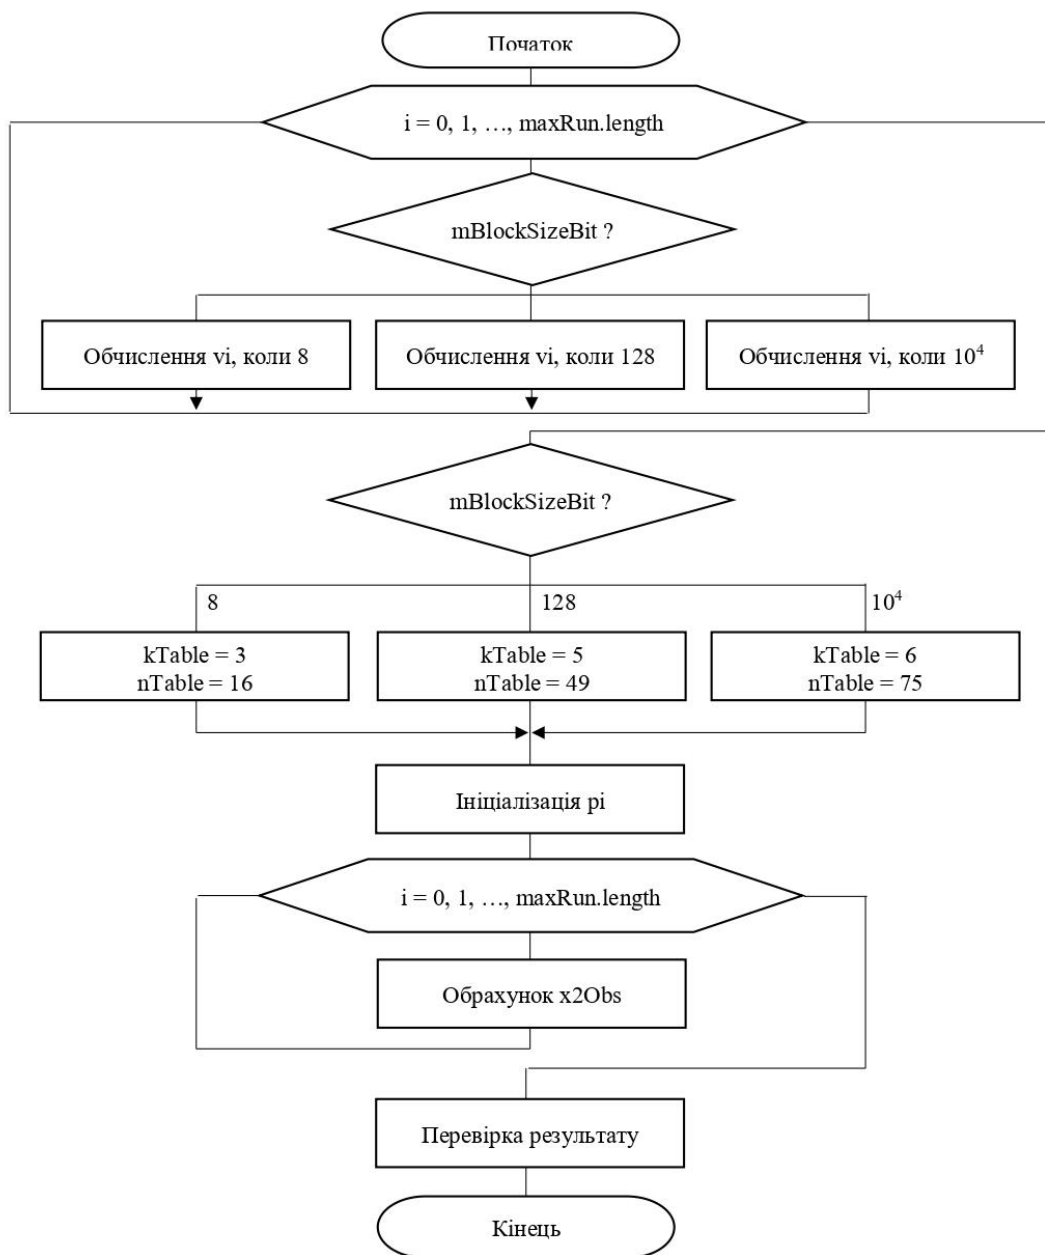 Початок
i = 0, 1, …, maxRun.length
mBlockSizeBit ?
Обчислення vi, коли 8
Обчислення vi, коли 128
Обчислення vi, коли 10⁴
mBlockSizeBit ?
8
128
10⁴
kTable = 3
nTable = 16
kTable = 5
nTable = 49
kTable = 6
nTable = 75
Ініціалізація pi
i = 0, 1, …, maxRun.length
Обрахунок x2Obs
Перевірка результату
Кінець